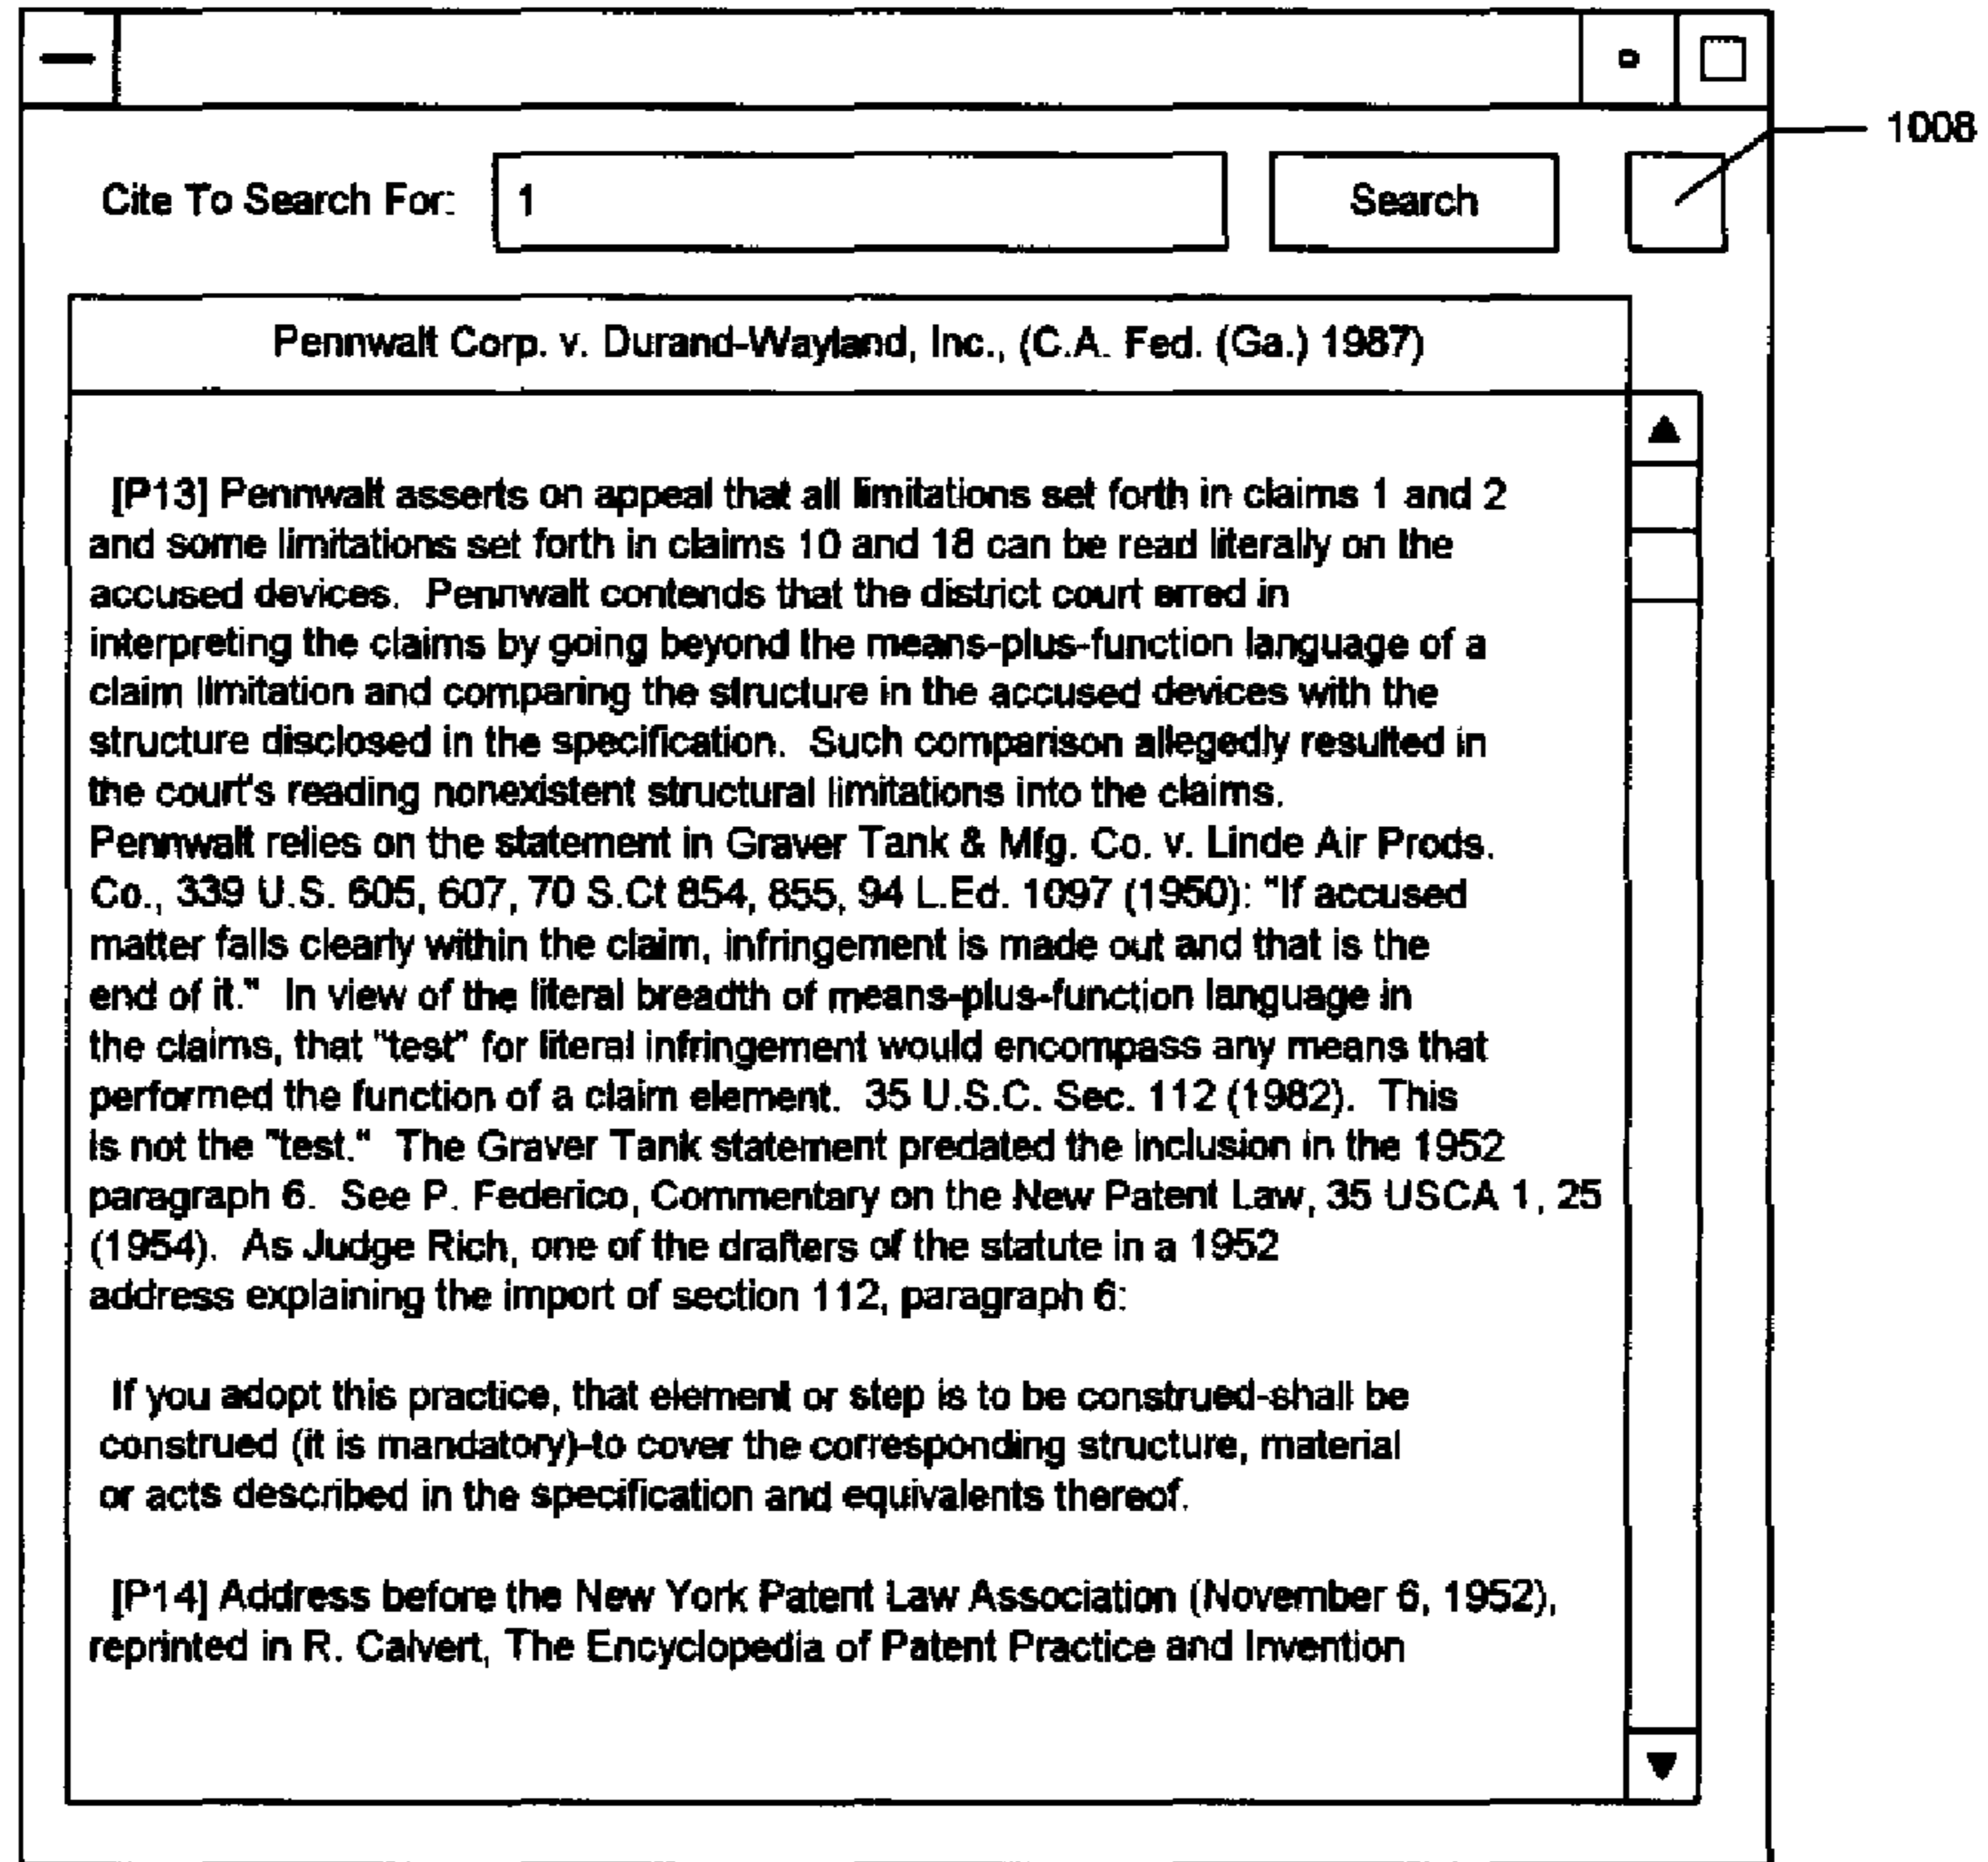 1008
Cite To Search For: 1 Search
Pennwalt Corp. v. Durand-Wayland, Inc., (C.A. Fed. (Ga.) 1987)
[P13] Pennwalt asserts on appeal that all limitations set forth in claims 1 and 2
and some limitations set forth in claims 10 and 18 can be read literally on the
accused devices.  Pennwalt contends that the district court erred in
interpreting the claims by going beyond the means-plus-function language of a
claim limitation and comparing the structure in the accused devices with the
structure disclosed in the specification.  Such comparison allegedly resulted in
the court's reading nonexistent structural limitations into the claims.
Pennwalt relies on the statement in Graver Tank & Mfg. Co. v. Linde Air Prods.
Co., 339 U.S. 605, 607, 70 S.Ct 854, 855, 94 L.Ed. 1097 (1950): "If accused
matter falls clearly within the claim, infringement is made out and that is the
end of it."  In view of the literal breadth of means-plus-function language in
the claims, that "test" for literal infringement would encompass any means that
performed the function of a claim element.  35 U.S.C. Sec. 112 (1982).  This
is not the "test."  The Graver Tank statement predated the inclusion in the 1952
paragraph 6.  See P. Federico, Commentary on the New Patent Law, 35 USCA 1, 25
(1954).  As Judge Rich, one of the drafters of the statute in a 1952
address explaining the import of section 112, paragraph 6:
If you adopt this practice, that element or step is to be construed-shall be
construed (it is mandatory)-to cover the corresponding structure, material
or acts described in the specification and equivalents thereof.
[P14] Address before the New York Patent Law Association (November 6, 1952),
reprinted in R. Calvert, The Encyclopedia of Patent Practice and Invention